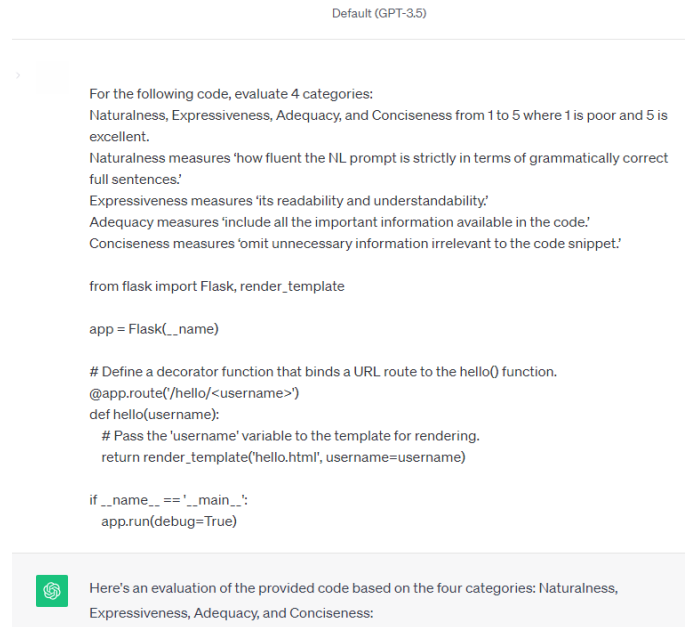 Default (GPT-3.5)
For the following code, evaluate 4 categories:
Naturalness, Expressiveness, Adequacy, and Conciseness from 1 to 5 where 1 is poor and 5 is
excellent.
Naturalness measures ‘how fluent the NL prompt is strictly in terms of grammatically correct
full sentences.’
Expressiveness measures ‘its readability and understandability.’
Adequacy measures ‘include all the important information available in the code.’
Conciseness measures ‘omit unnecessary information irrelevant to the code snippet.’
from flask import Flask, render_template
app = Flask(__name)
# Define a decorator function that binds a URL route to the hello() function.
@app.route('/hello/<username>')
def hello(username):
# Pass the 'username' variable to the template for rendering.
return render_template('hello.html', username=username)
if __name__ == '__main__':
app.run(debug=True)
Here's an evaluation of the provided code based on the four categories: Naturalness,
Expressiveness, Adequacy, and Conciseness: